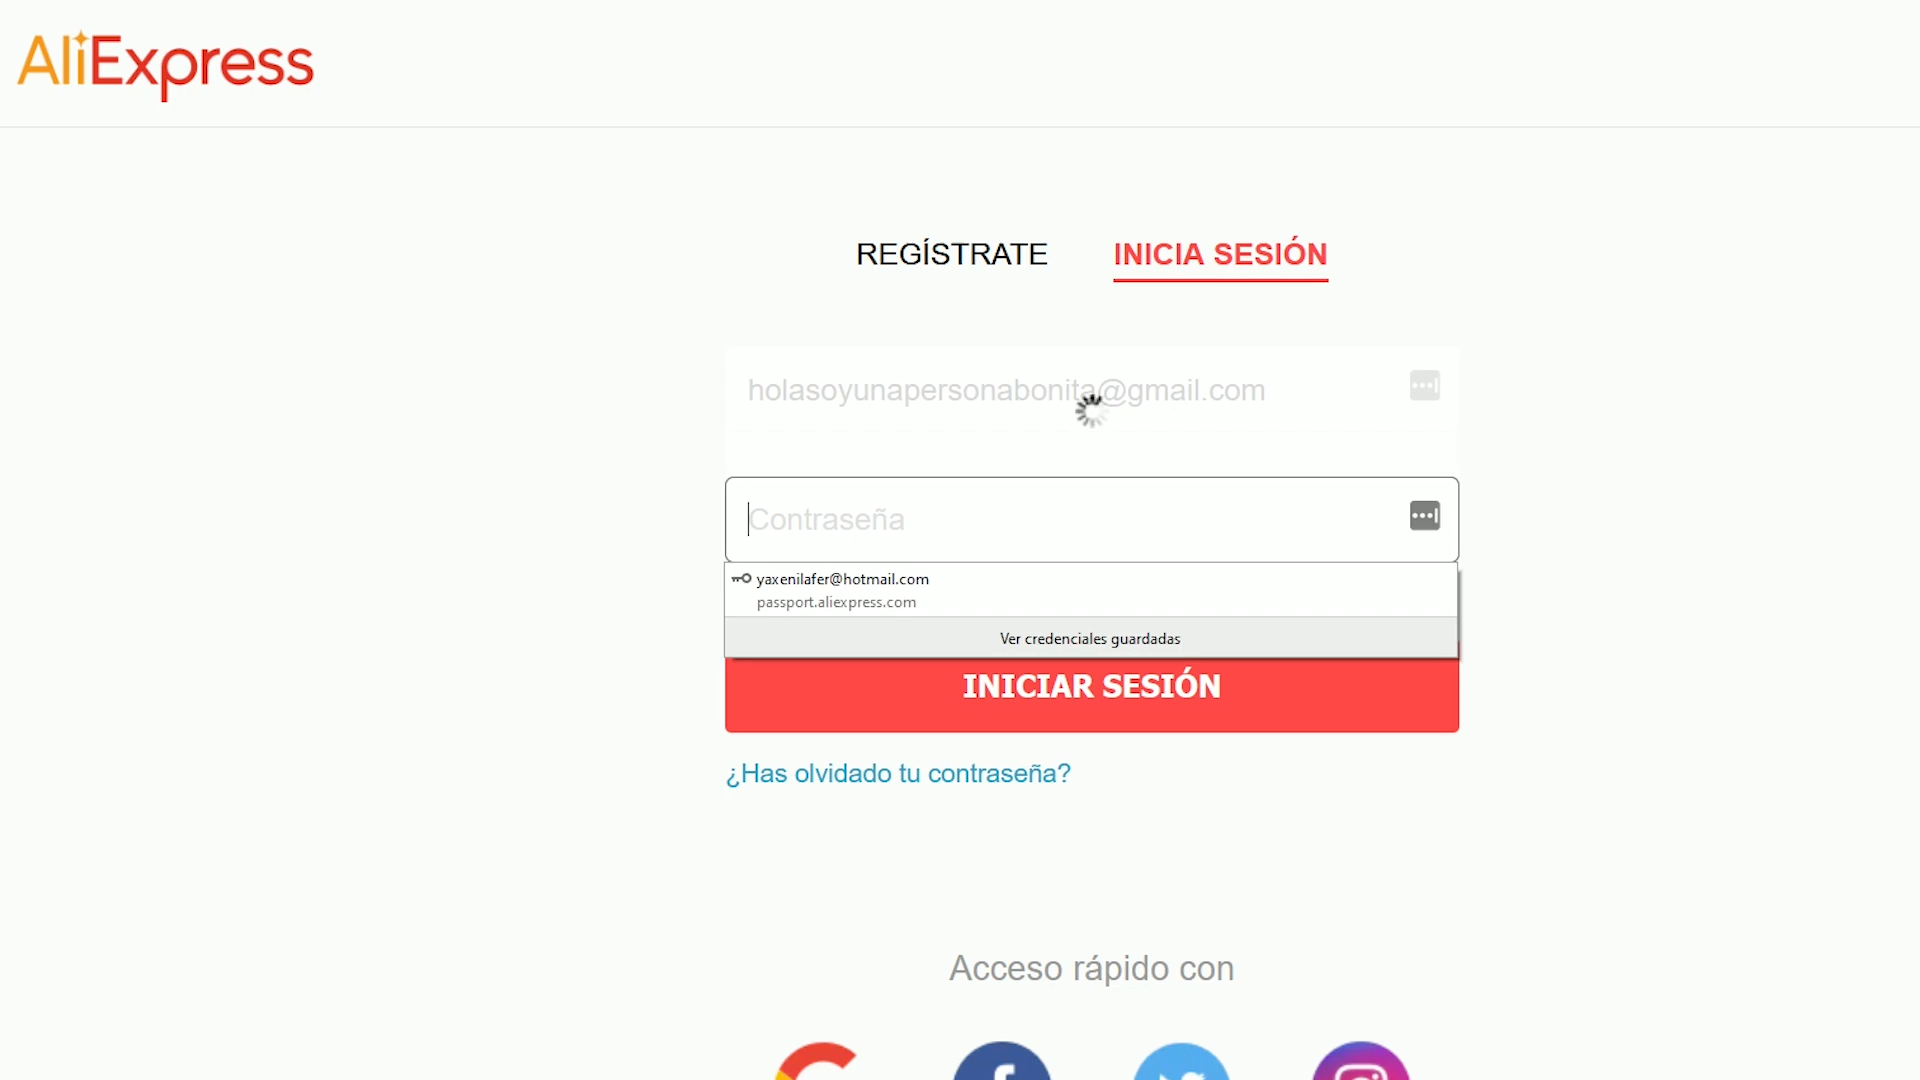 AliExpress
REGÍSTRATE INICIA SESIÓN
holasoyunapersonabonita@gmail.com
Contraseña
yaxenilafer@hotmail.com
passport.aliexpress.com
Ver credenciales guardadas
INICIAR SESIÓN
¿Has olvidado tu contraseña?
Acceso rápido con